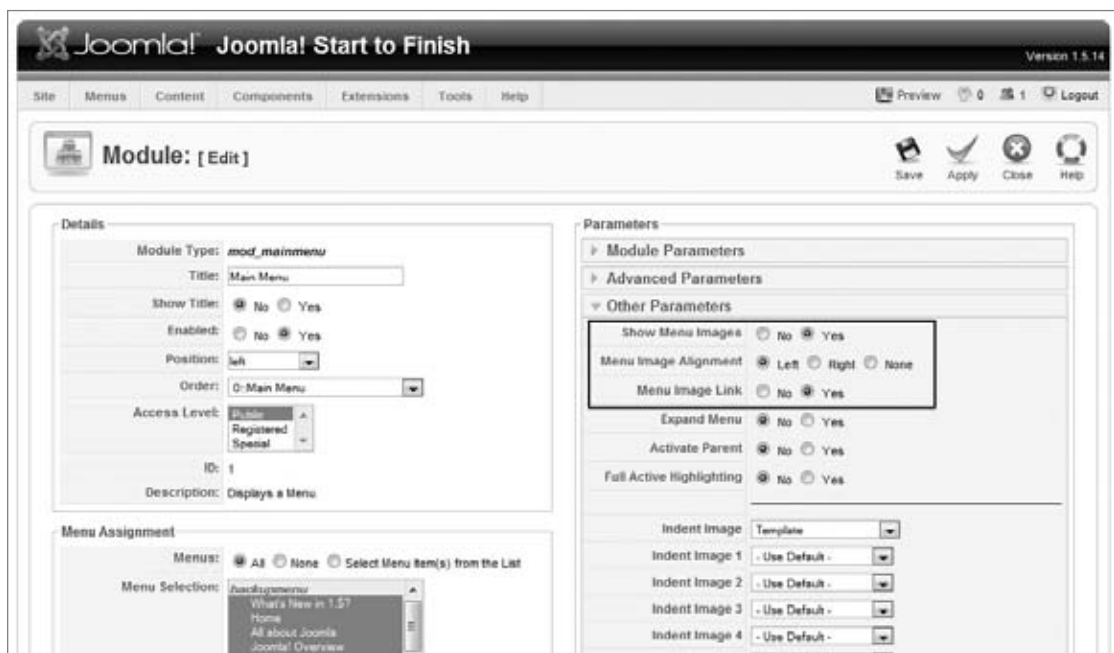 Joomla! Joomla! Start to Finish
Version 1.5.14
Site Menus Content Components Extensions Tools Help
Preview 0 1 Logout
Module: [ Edit ]
Save Apply Close Help
Details
Module Type: mod_mainmenu
Title: Main Menu
Show Title: No Yes
Enabled: No Yes
Position: left
Order: 0::Main Menu
Access Level: Public
Registered
Special
ID: 1
Description: Displays a Menu.
Menu Assignment
Menus: All None Select Menu Item(s) from the List
Menu Selection: backupmenu
What's New in 1.5?
Home
All about Joomla
Joomla! Overview
Parameters
Module Parameters
Advanced Parameters
Other Parameters
Show Menu Images No Yes
Menu Image Alignment Left Right None
Menu Image Link No Yes
Expand Menu No Yes
Activate Parent No Yes
Full Active Highlighting No Yes
Indent Image Template
Indent Image 1 - Use Default -
Indent Image 2 - Use Default -
Indent Image 3 - Use Default -
Indent Image 4 - Use Default -